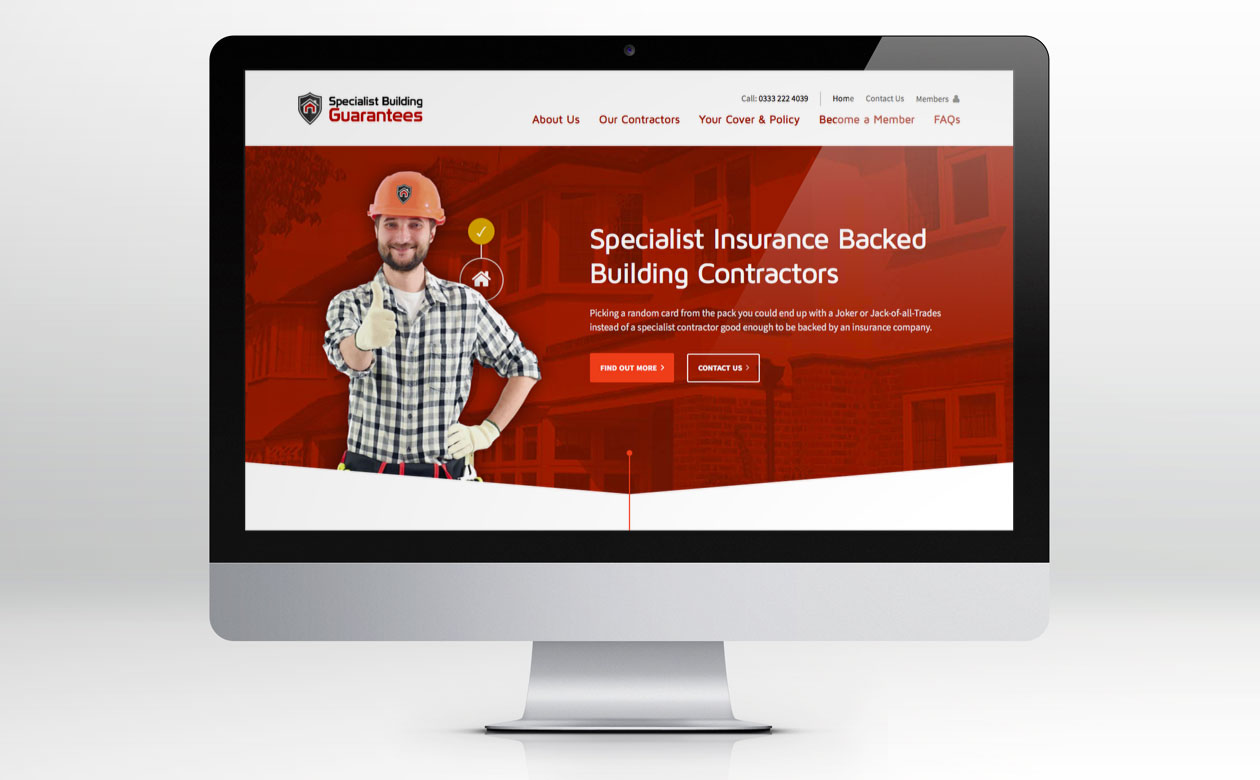 Specialist Building
Guarantees
Call: 0333 222 4039
Home
Contact Us
Members
About Us
Our Contractors
Your Cover & Policy
Become a Member
FAQs
Specialist Insurance Backed
Building Contractors
Picking a random card from the pack you could end up with a Joker or Jack-of-all-Trades
instead of a specialist contractor good enough to be backed by an insurance company.
FIND OUT MORE >
CONTACT US >